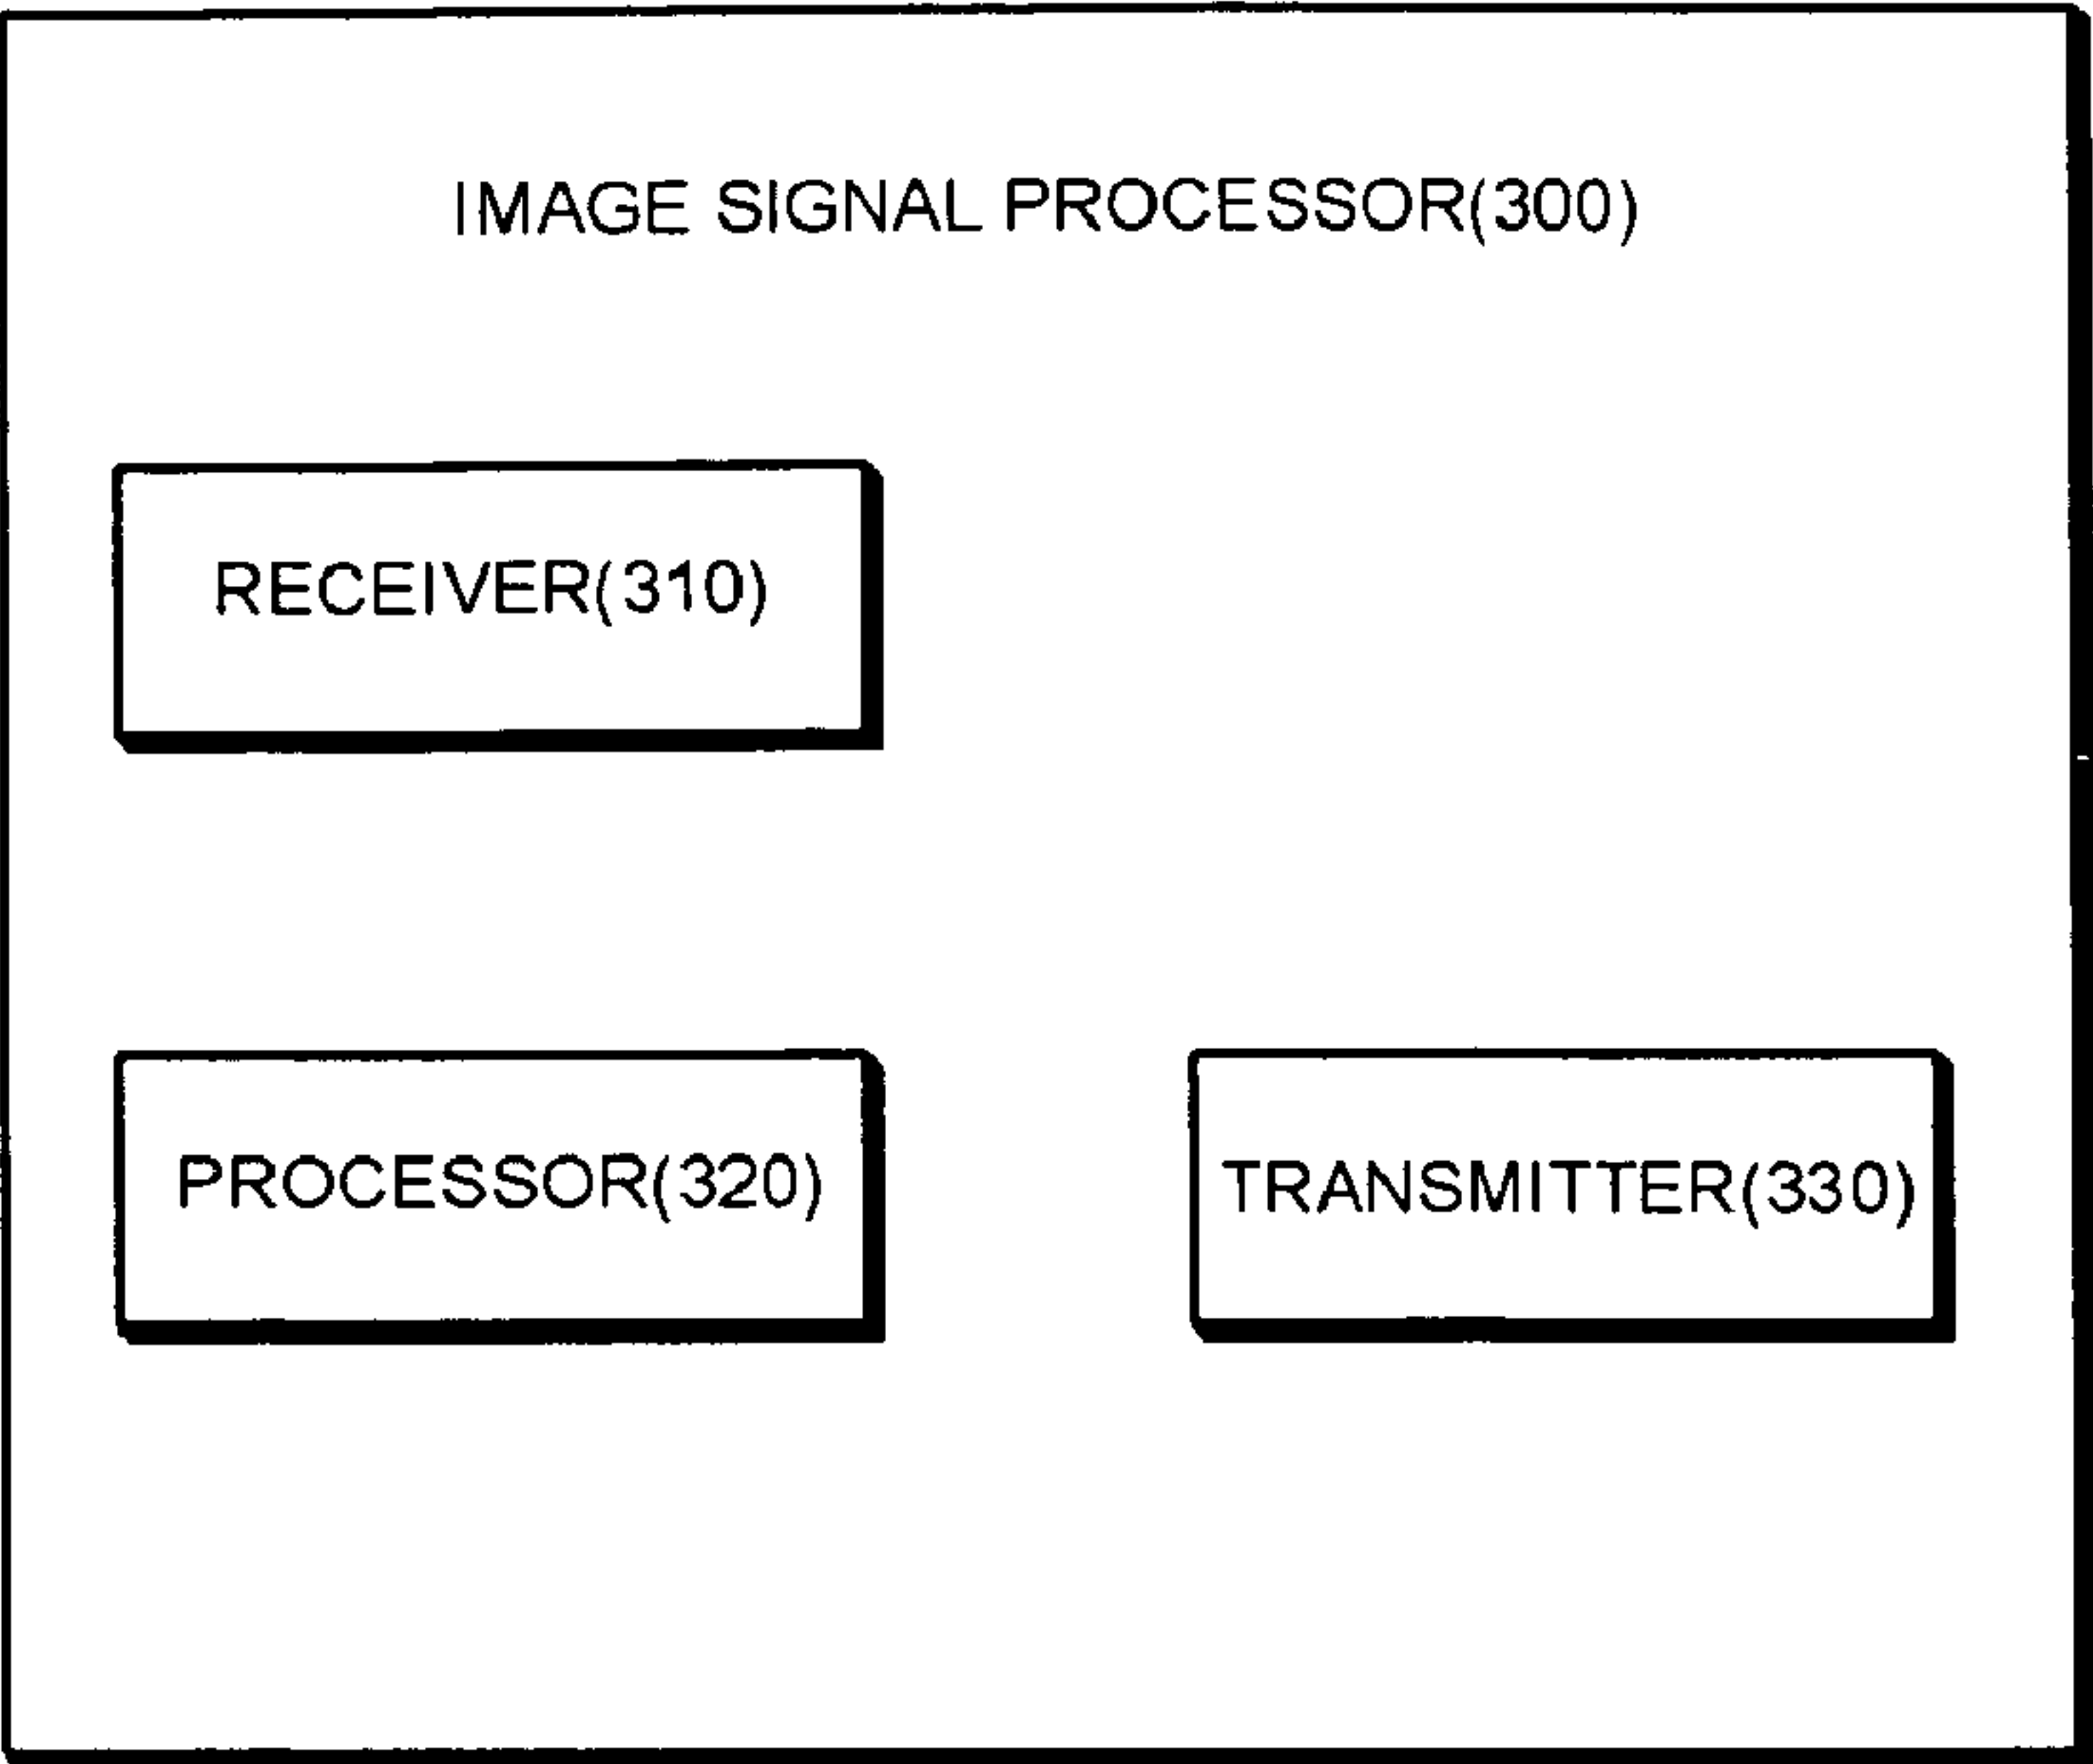 IMAGE SIGNAL PROCESSOR(300)
RECEIVER(310)
PROCESSOR(320)
TRANSMITTER(330)